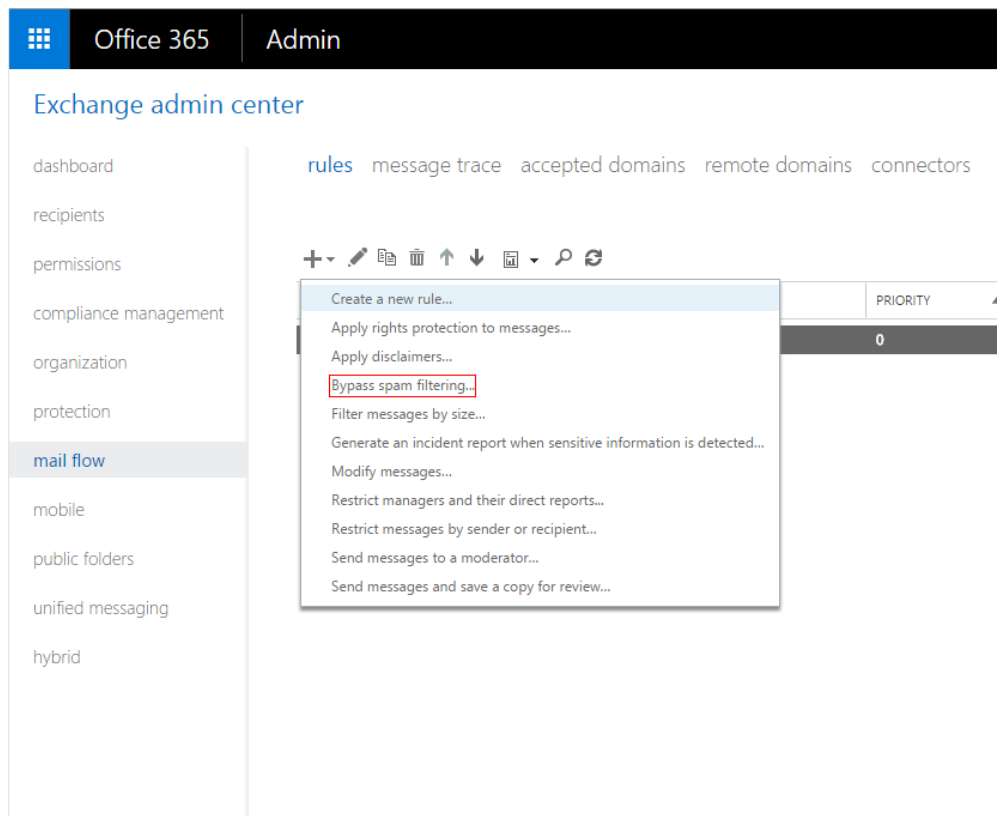 Office 365 Admin
Exchange admin center
dashboard
recipients
permissions
compliance management
organization
protection
mail flow
mobile
public folders
unified messaging
hybrid
rules message trace accepted domains remote domains connectors
Create a new rule...
Apply rights protection to messages...
Apply disclaimers...
Bypass spam filtering...
Filter messages by size...
Generate an incident report when sensitive information is detected...
Modify messages...
Restrict managers and their direct reports...
Restrict messages by sender or recipient...
Send messages to a moderator...
Send messages and save a copy for review...
PRIORITY
0